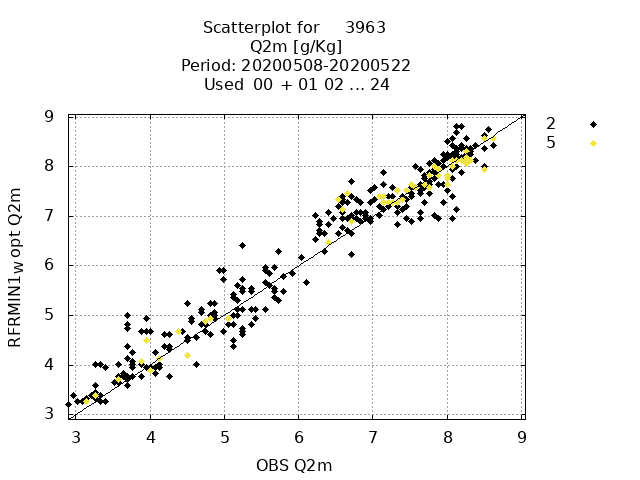 Scatterplot for 3963
Q2m [g/Kg]
Period: 20200508-20200522
Used 00 + 01 02 ... 24
2
5
9
8
7
6
5
4
3
RFRMIN1w opt Q2m
3 4 5 6 7 8 9
OBS Q2m